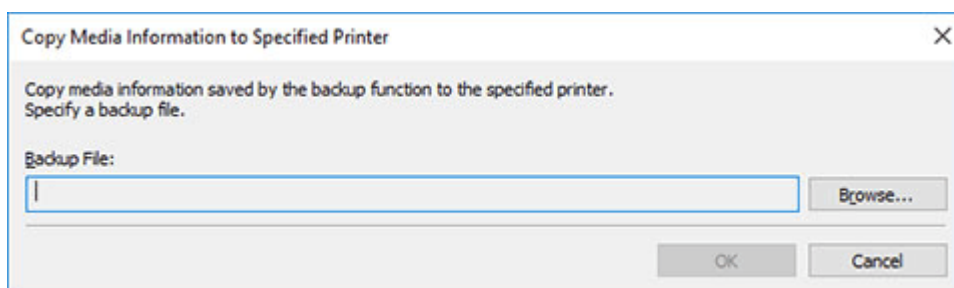 Copy Media Information to Specified Printer
Copy media information saved by the backup function to the specified printer.
Specify a backup file.
Backup File:
Browse...
OK
Cancel